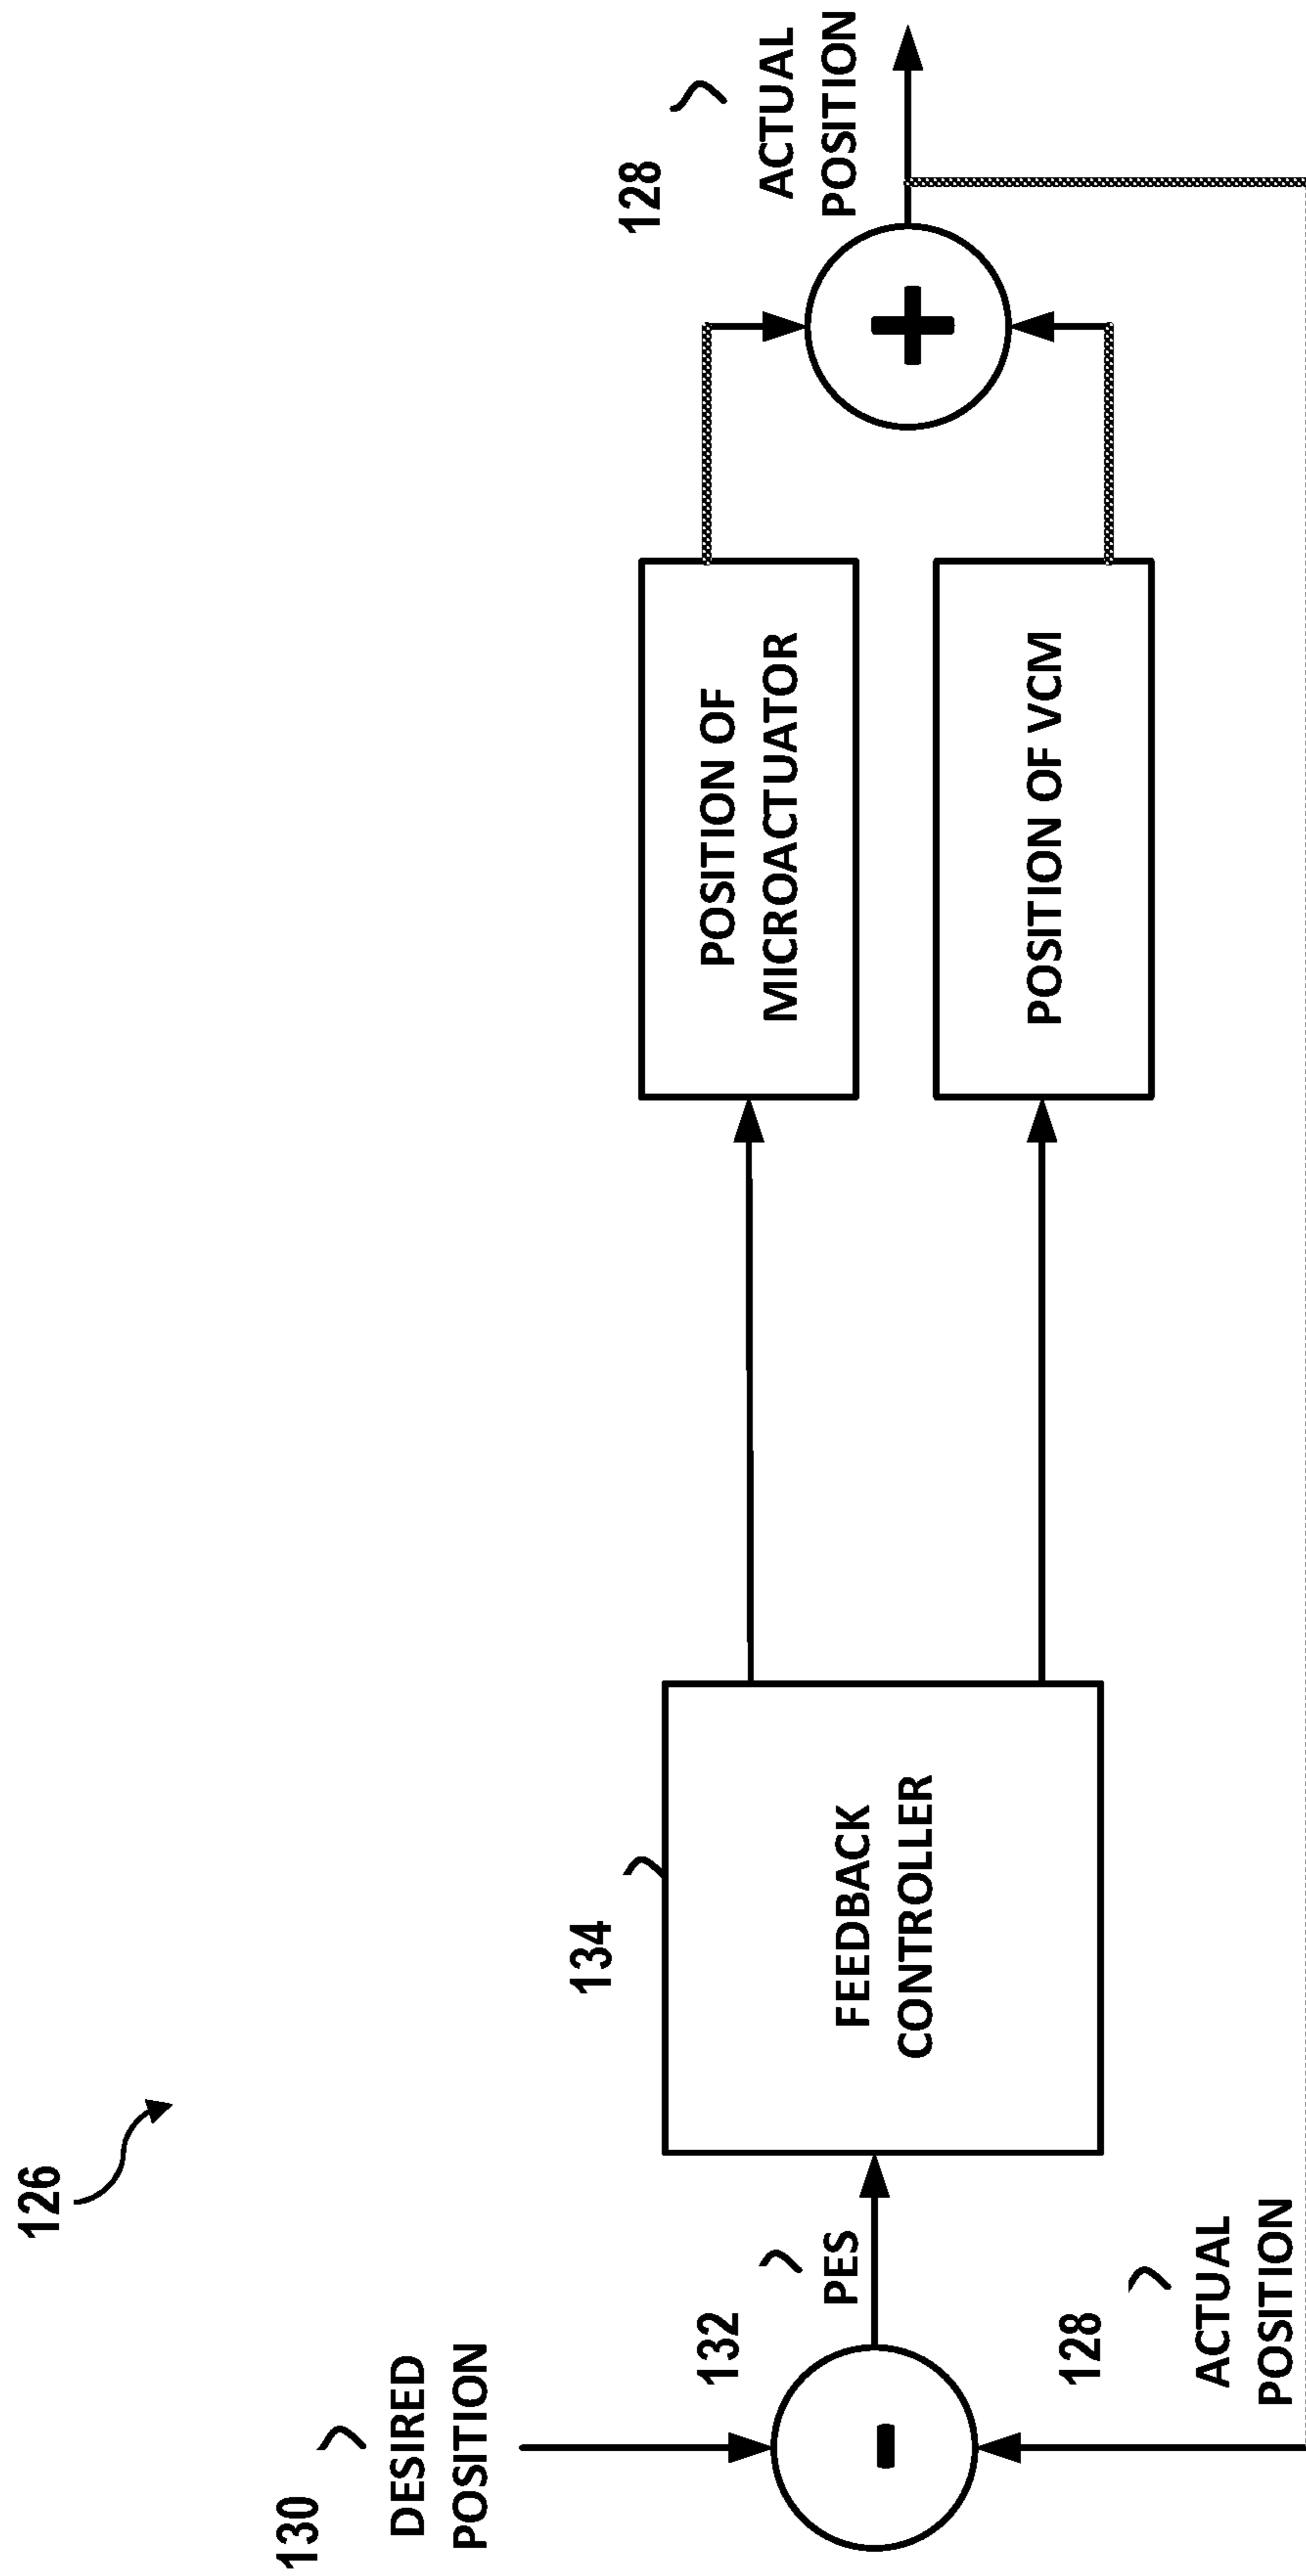 126
130
DESIRED
POSITION
132
PES
128
ACTUAL
POSITION
134
FEEDBACK
CONTROLLER
POSITION OF
MICROACTUATOR
POSITION OF VCM
128
ACTUAL
POSITION
+
-